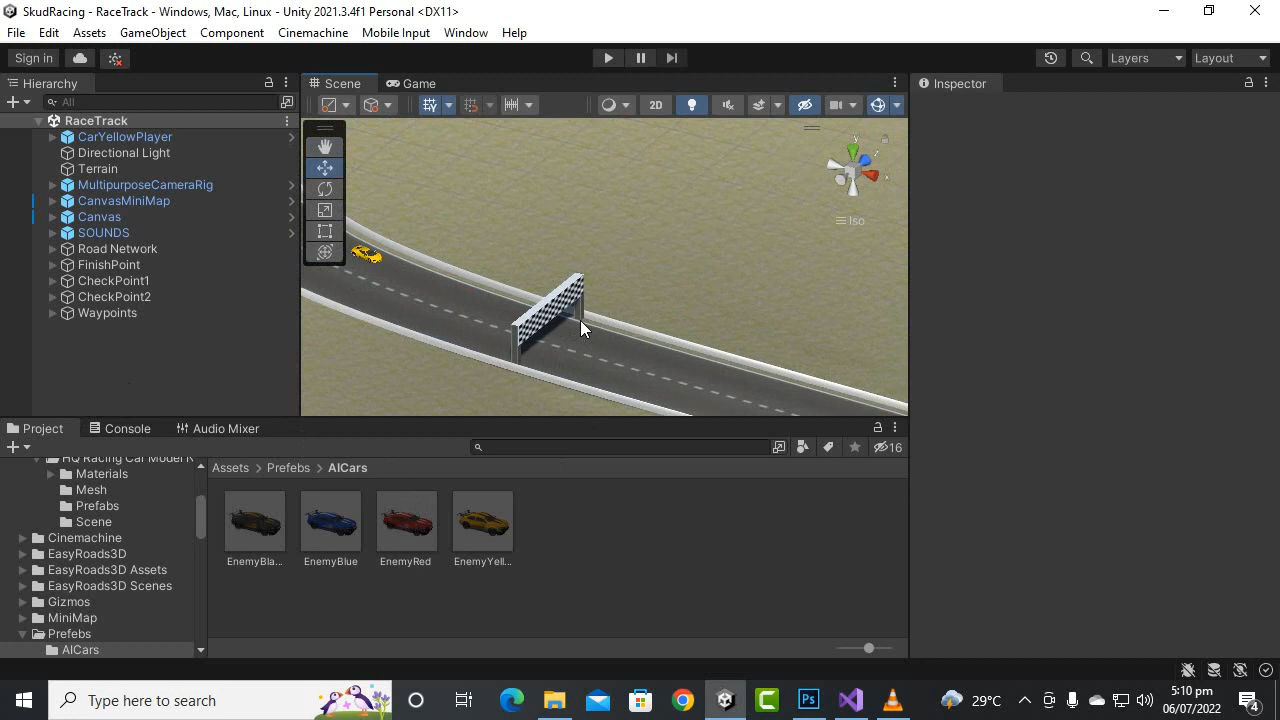 SkudRacing - RaceTrack - Windows, Mac, Linux - Unity 2021.3.4f1 Personal <DX11>
File Edit Assets GameObject Component Cinemachine Mobile Input Window Help
Sign in
Layers
Layout
Hierarchy
All
RaceTrack
CarYellowPlayer
Directional Light
Terrain
MultipurposeCameraRig
CanvasMiniMap
Canvas
SOUNDS
Road Network
FinishPoint
CheckPoint1
CheckPoint2
Waypoints
Scene Game
2D
y
z
x
Iso
Inspector
Project Console Audio Mixer
16
Materials
Mesh
Prefabs
Scene
Cinemachine
EasyRoads3D
EasyRoads3D Assets
EasyRoads3D Scenes
Gizmos
MiniMap
Prefebs
AICars
Assets > Prefebs > AICars
EnemyBla... EnemyBlue EnemyRed EnemyYell...
Type here to search
29°C
5:10 pm
06/07/2022
4